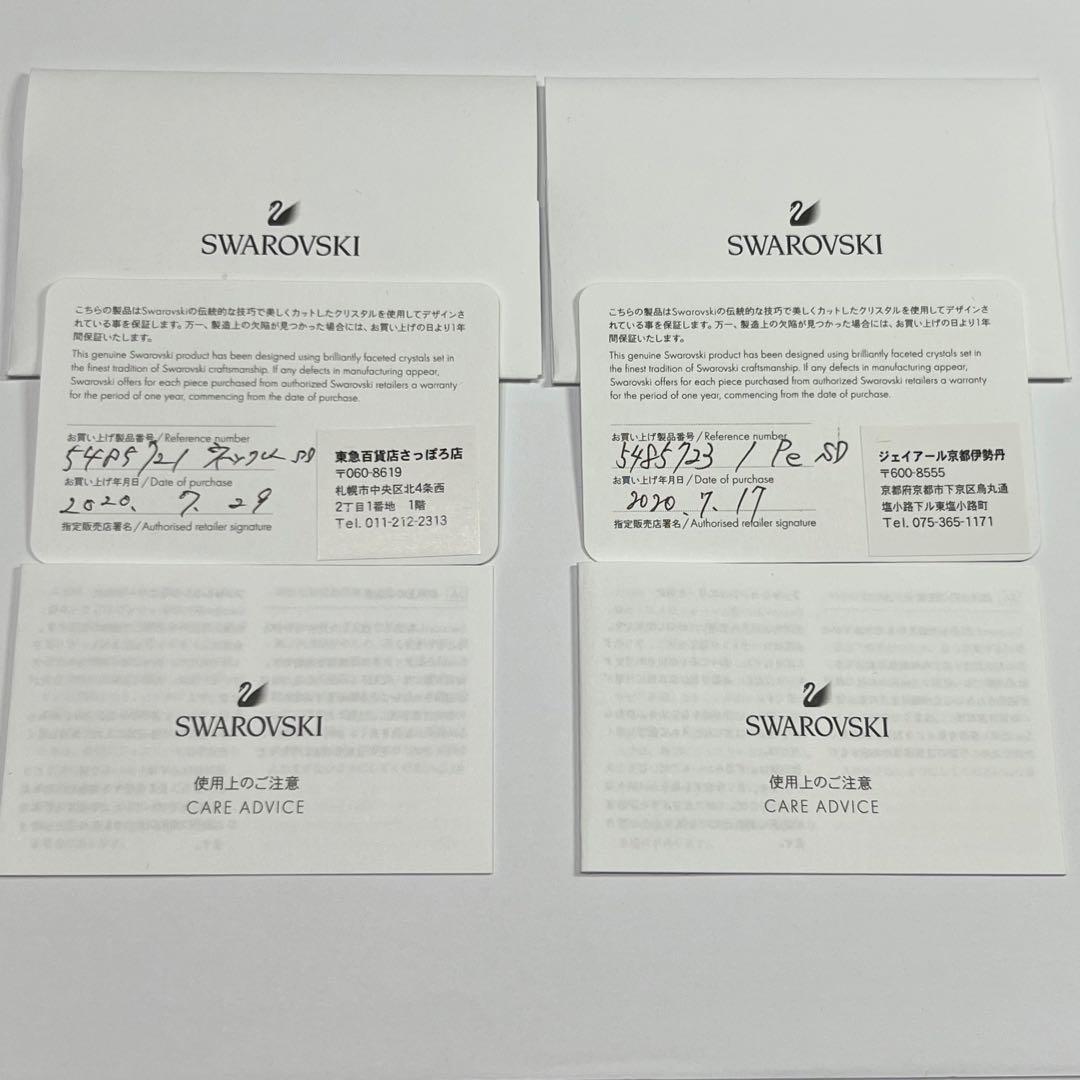 SWAROVSKI
こちらの製品はSwarovskiの伝統的な技巧で美しくカットしたクリスタルを使用してデザインさ
れている事を保証します。万一、製造上の欠陥が見つかった場合には、お買い上げの日より1年
間保証いたします。
This genuine Swarovski product has been designed using brilliantly faceted crystals set in
the finest tradition of Swarovski craftsmanship. If any defects in manufacturing appear,
Swarovski offers for each piece purchased from authorized Swarovski retailers a warranty
for the period of one year, commencing from the date of purchase.
お買い上げ製品番号/Reference number
5485721 ネックレス SD
お買い上げ年月日/Date of purchase
2020. 7. 29
指定販売店署名/Authorised retailer signature
東急百貨店さっぽろ店
〒060-8619
札幌市中央区北4条西
2丁目1番地 1階
Tel. 011-212-2313
SWAROVSKI
使用上のご注意
CARE ADVICE
SWAROVSKI
こちらの製品はSwarovskiの伝統的な技巧で美しくカットしたクリスタルを使用してデザインさ
れている事を保証します。万一、製造上の欠陥が見つかった場合には、お買い上げの日より1年
間保証いたします。
This genuine Swarovski product has been designed using brilliantly faceted crystals set in
the finest tradition of Swarovski craftsmanship. If any defects in manufacturing appear,
Swarovski offers for each piece purchased from authorized Swarovski retailers a warranty
for the period of one year, commencing from the date of purchase.
お買い上げ製品番号/Reference number
5485723 / Pe SD
お買い上げ年月日/Date of purchase
2020. 7. 17
指定販売店署名/Authorised retailer signature
ジェイアール京都伊勢丹
〒600-8555
京都府京都市下京区烏丸通
塩小路下ル東塩小路町
Tel. 075-365-1171
SWAROVSKI
使用上のご注意
CARE ADVICE